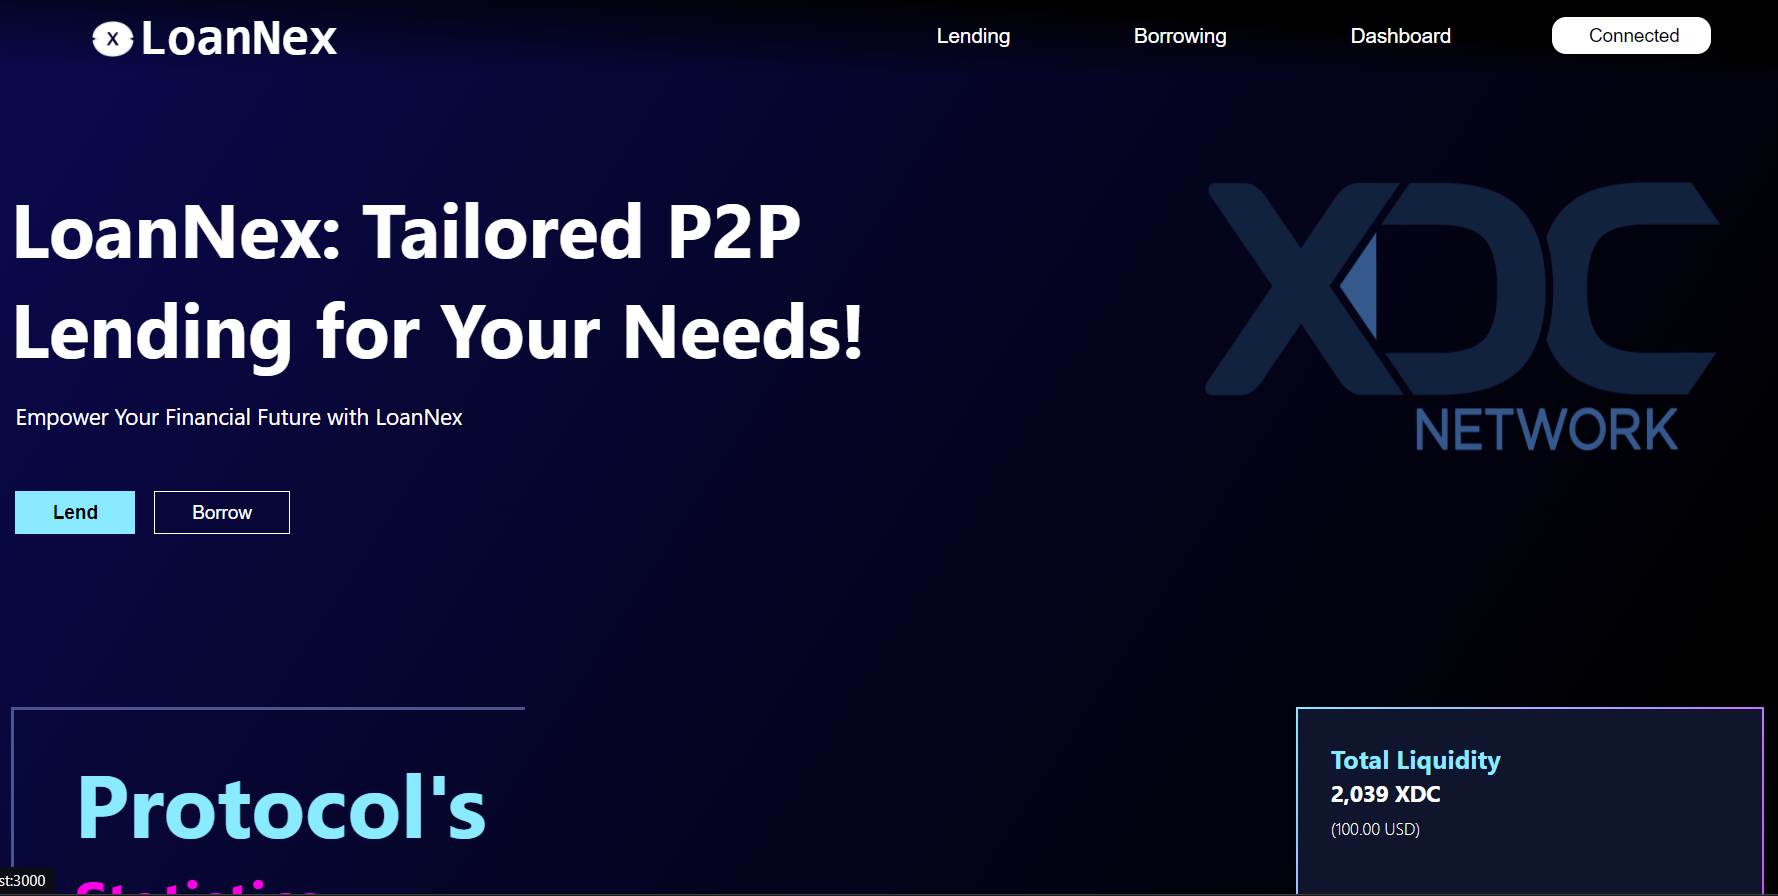 X LoanNex
Lending Borrowing Dashboard Connected
LoanNex: Tailored P2P
Lending for Your Needs!
Empower Your Financial Future with LoanNex
Lend Borrow
XDC
NETWORK
Protocol's
Statistics
Total Liquidity
2,039 XDC
(100.00 USD)
st:3000